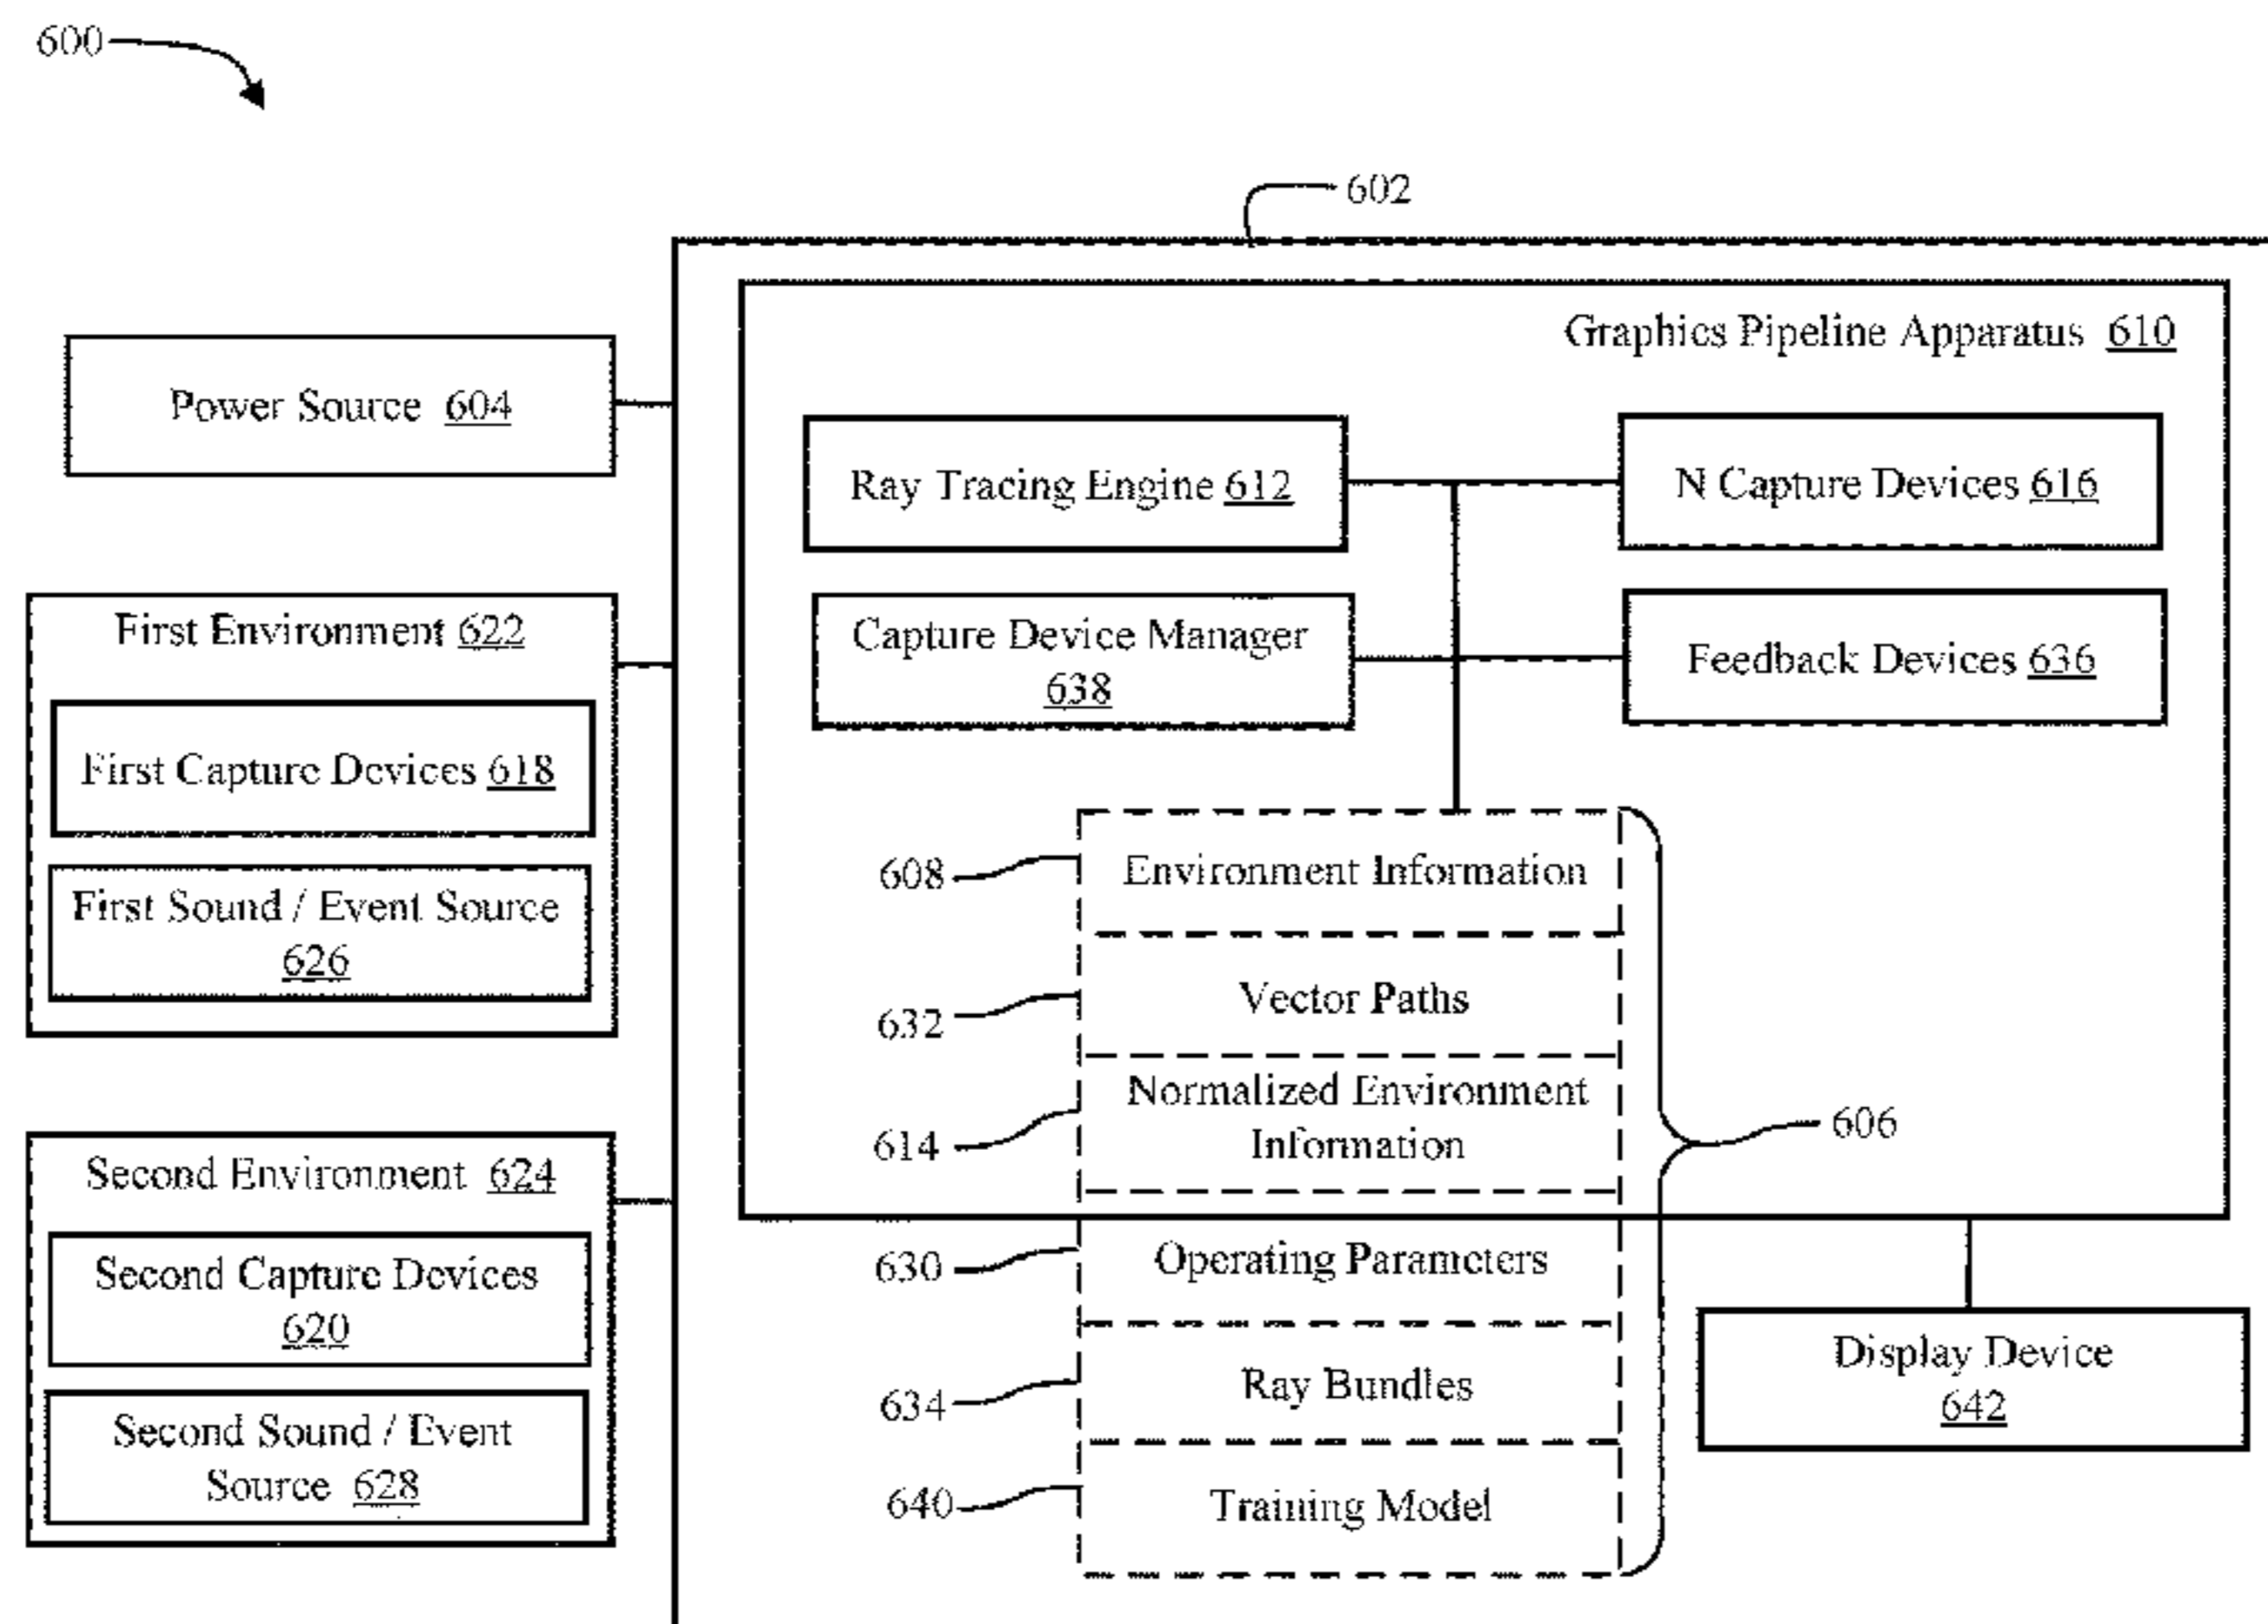 600
602
Graphics Pipeline Apparatus 610
Power Source 604
Ray Tracing Engine 612
N Capture Devices 616
First Environment 622
Capture Device Manager
638
Feedback Devices 636
First Capture Devices 618
608
Environment Information
First Sound / Event Source
626
632
Vector Paths
614
Normalized Environment
Information
606
Second Environment 624
630
Operating Parameters
Second Capture Devices
620
Display Device
642
634
Ray Bundles
Second Sound / Event
Source 628
640
Training Model